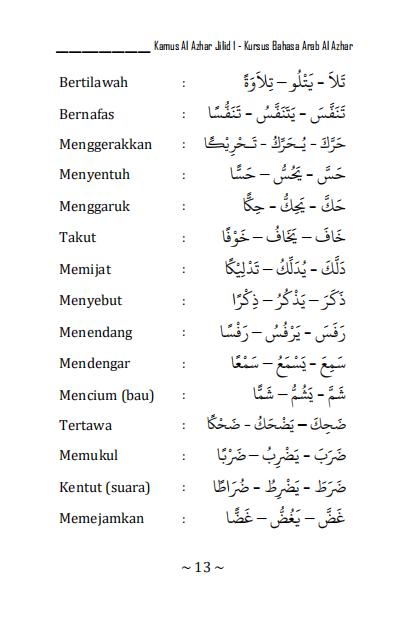 Kamus Al Azhar Jilid I - Kursus Bahasa Arab Al Azhar
Bertilawah : تَلاَ – يَتْلُو – تِلاَوَةً
Bernafas : تَنَفَّسَ – يَتَنَفَّسُ – تَنَفُّسًا
Menggerakkan : حَرَّكَ - يُحَرِّكُ - تَحْرِيْكًا
Menyentuh : حَسَّ – يَحُسُّ – حَسًّا
Menggaruk : حَكَّ – يَحِكُّ – حِكًّا
Takut : خَافَ – يَخَافُ – خَوْفًا
Memijat : دَلَّكَ – يُدَلِّكُ – تَدْلِيْكًا
Menyebut : ذَكَرَ – يَذْكُرُ – ذِكْرًا
Menendang : رَفَسَ – يَرْفُسُ – رَفْسًا
Mendengar : سَمِعَ – يَسْمَعُ – سَمْعًا
Mencium (bau) : شَمَّ – يَشُمُّ – شَمًّا
Tertawa : ضَحِكَ – يَضْحَكُ - ضَحْكًا
Memukul : ضَرَبَ – يَضْرِبُ – ضَرْبًا
Kentut (suara) : ضَرَطَ – يَضْرِطُ – ضُرَاطًا
Memejamkan : غَضَّ – يَغُضُّ – غَضًّا
~ 13 ~